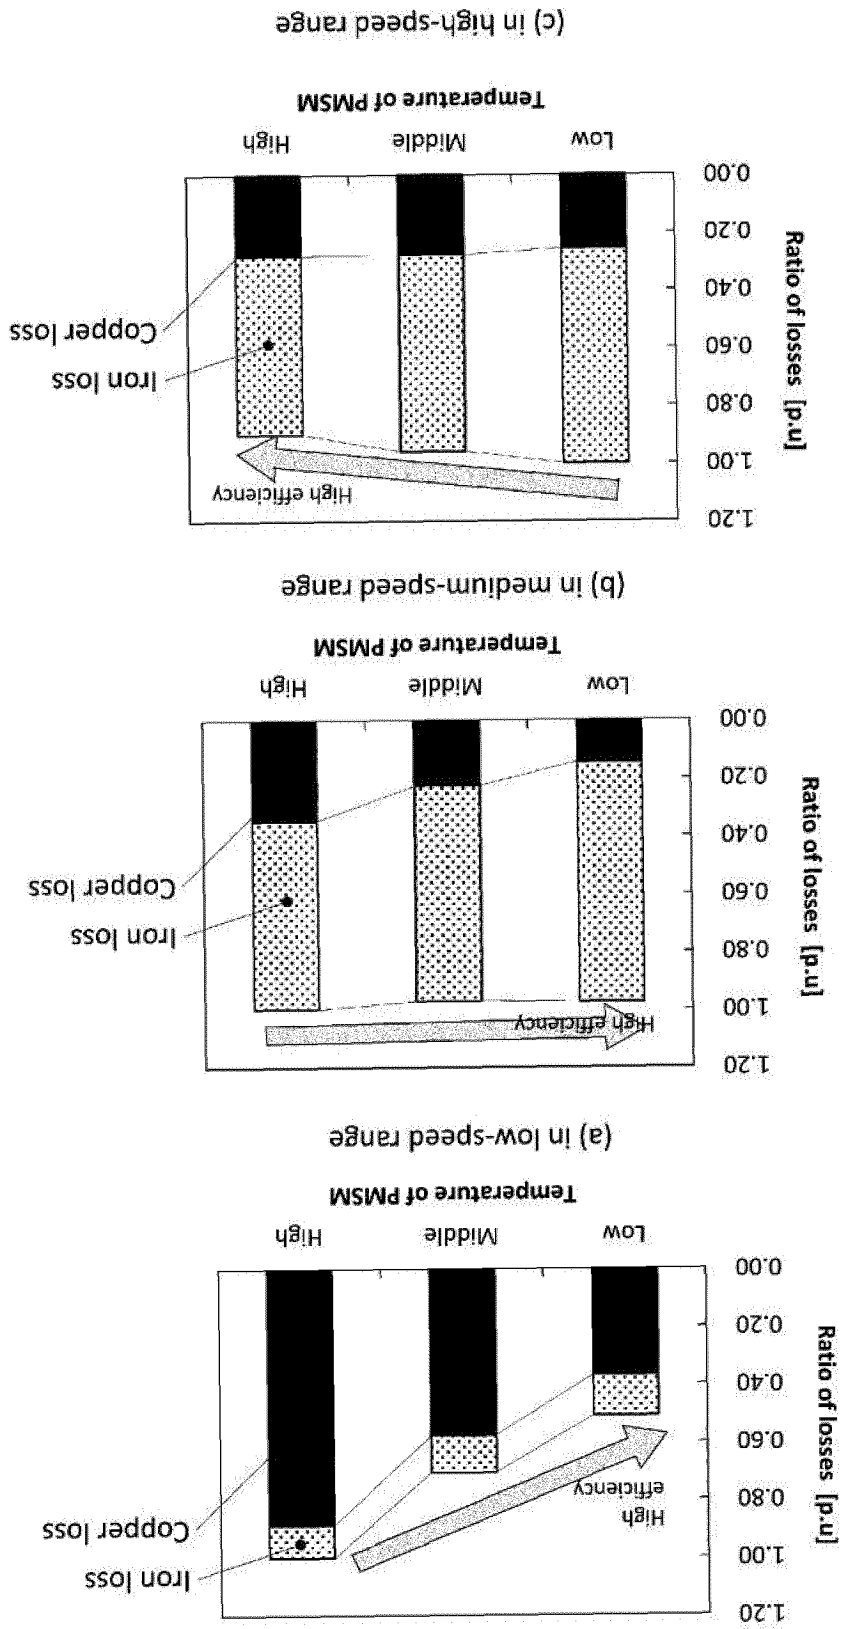 1.20
1.00
0.80
0.60
0.40
0.20
0.00
Ratio of losses [p.u]
High
efficiency
Iron loss
Copper loss
Low
Middle
High
Temperature of PMSM
(a) in low-speed range
1.20
1.00
0.80
0.60
0.40
0.20
0.00
Ratio of losses [p.u]
High efficiency
Iron loss
Copper loss
Low
Middle
High
Temperature of PMSM
(b) in medium-speed range
1.20
1.00
0.80
0.60
0.40
0.20
0.00
Ratio of losses [p.u]
High efficiency
Iron loss
Copper loss
Low
Middle
High
Temperature of PMSM
(c) in high-speed range